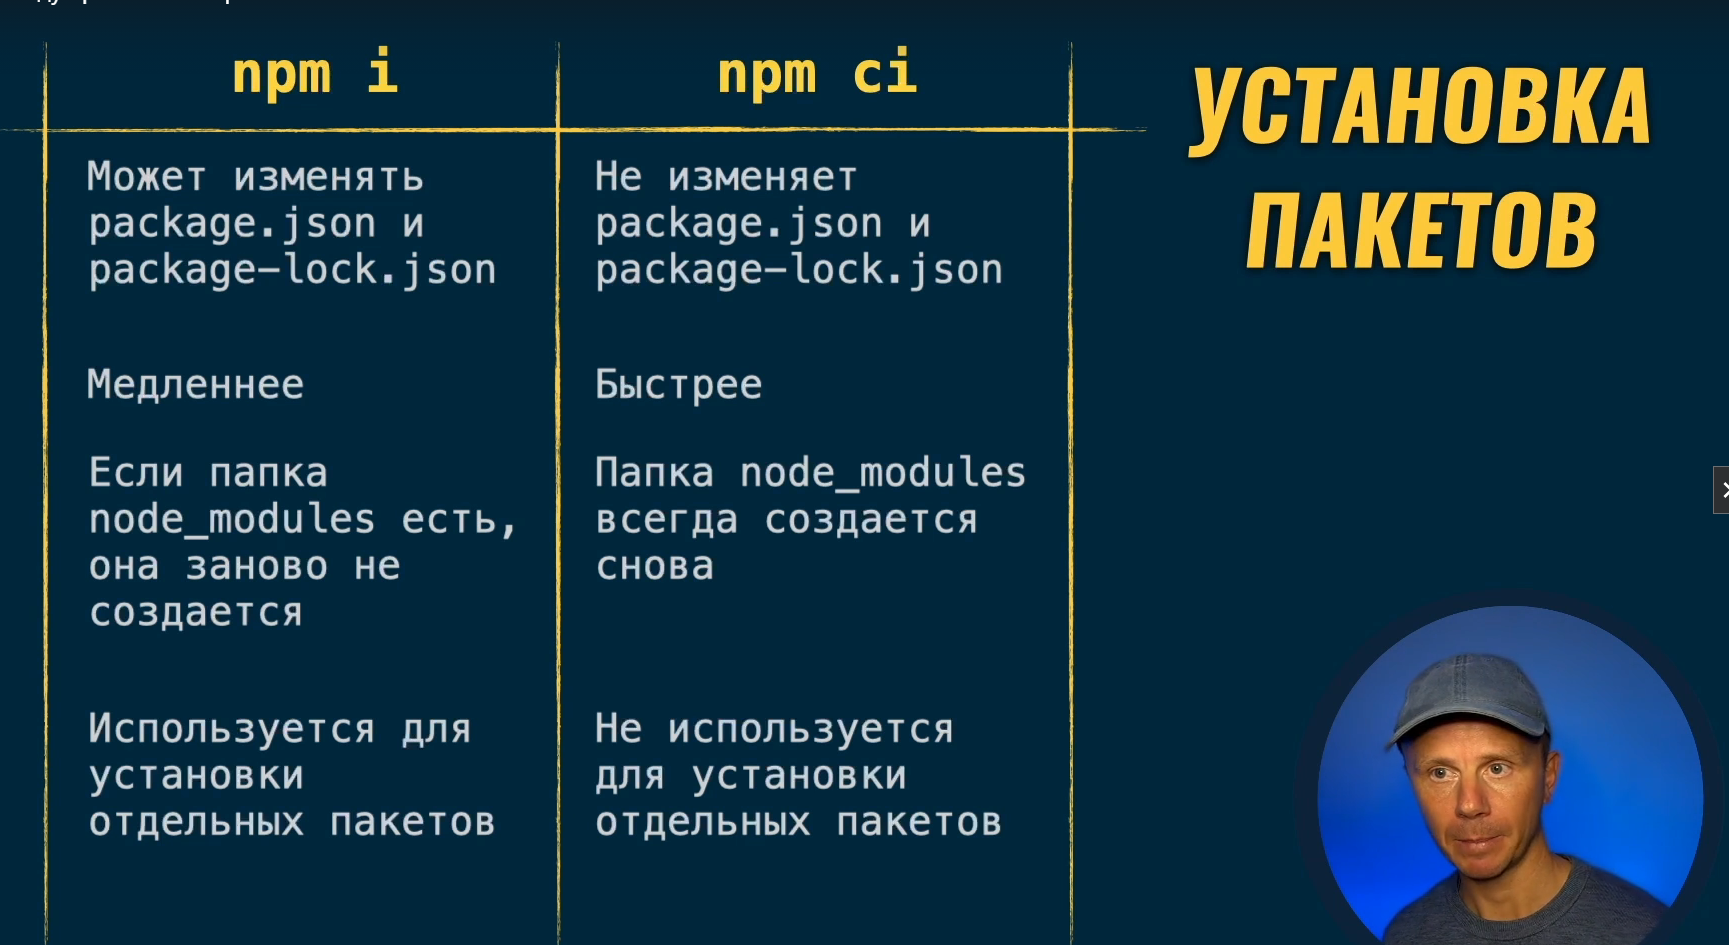 npm i
npm ci
УСТАНОВКА
ПАКЕТОВ
Может изменять
package.json и
package-lock.json
Не изменяет
package.json и
package-lock.json
Медленнее
Быстрее
Если папка
node_modules есть,
она заново не
создается
Папка node_modules
всегда создается
снова
Используется для
установки
отдельных пакетов
Не используется
для установки
отдельных пакетов